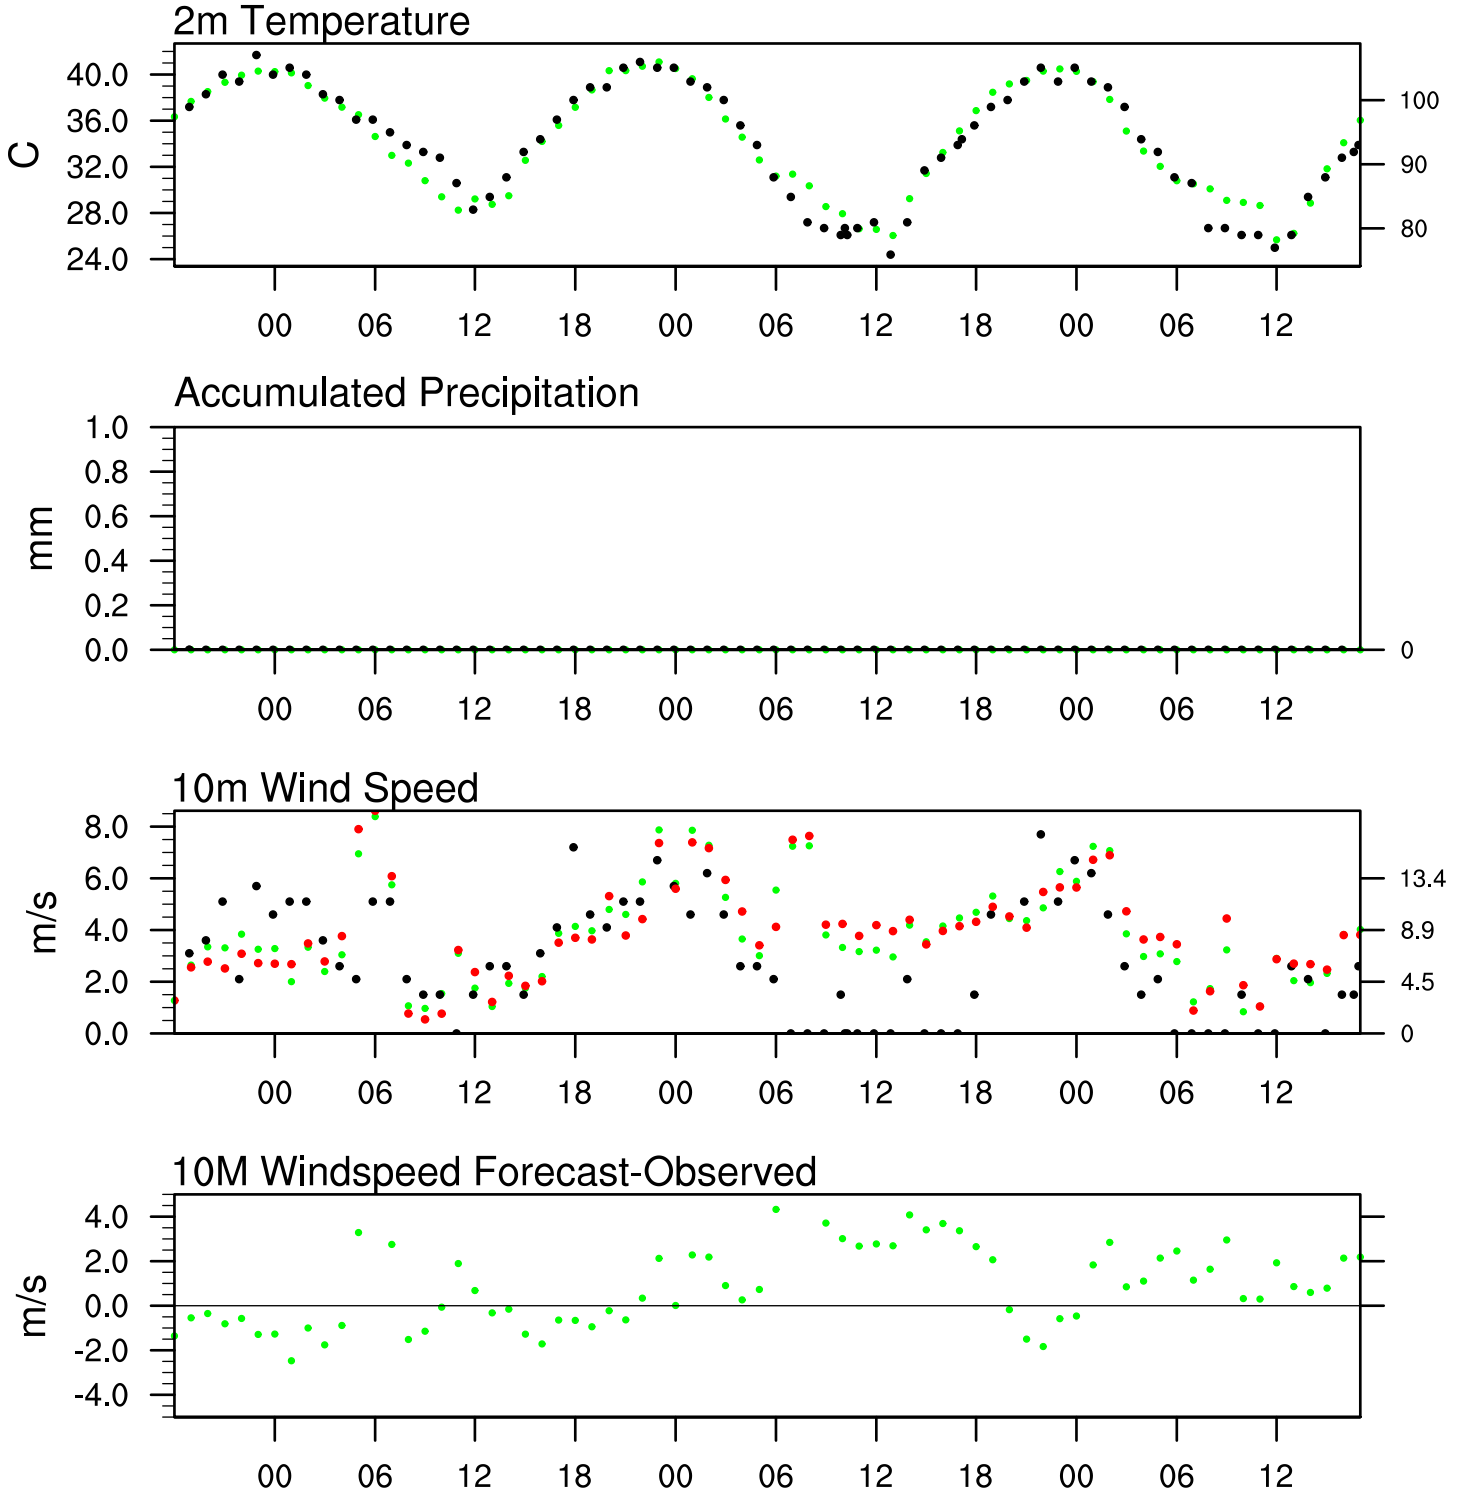 2m Temperature
40.0
36.0
32.0
28.0
24.0
C
100
90
80
00 06 12 18 00 06 12 18 00 06 12
Accumulated Precipitation
1.0
0.8
0.6
0.4
0.2
0.0
mm
0
00 06 12 18 00 06 12 18 00 06 12
10m Wind Speed
8.0
6.0
4.0
2.0
0.0
m/s
13.4
8.9
4.5
0
00 06 12 18 00 06 12 18 00 06 12
10M Windspeed Forecast-Observed
4.0
2.0
0.0
-2.0
-4.0
m/s
00 06 12 18 00 06 12 18 00 06 12